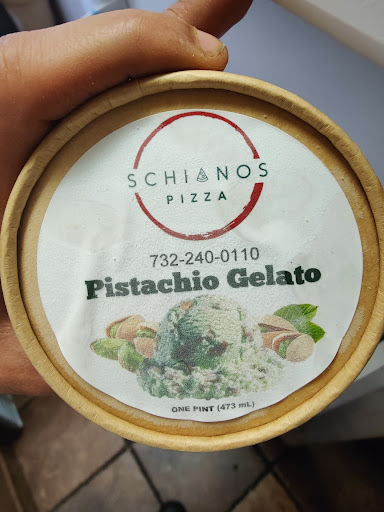 SCHIANOS
PIZZA
732-240-0110
Pistachio Gelato
ONE PINT (473 mL)